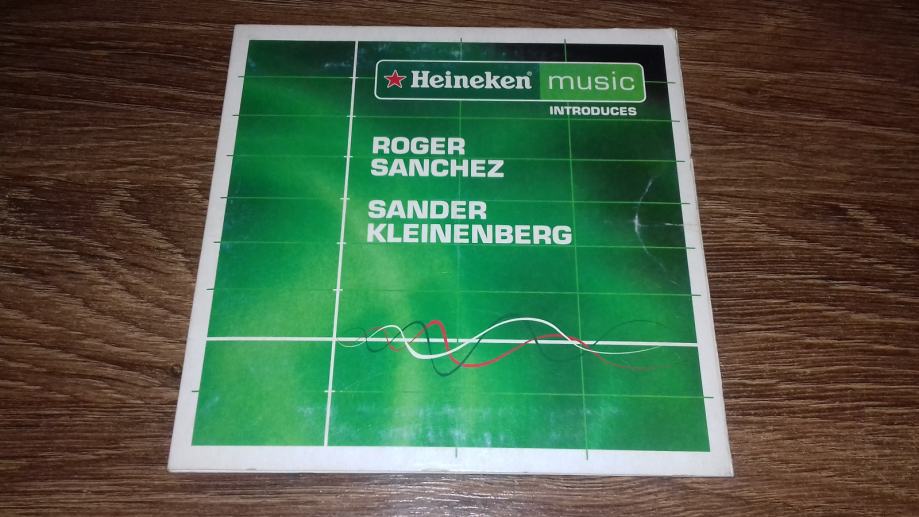 Heineken music
INTRODUCES
ROGER
SANCHEZ
SANDER
KLEINENBERG